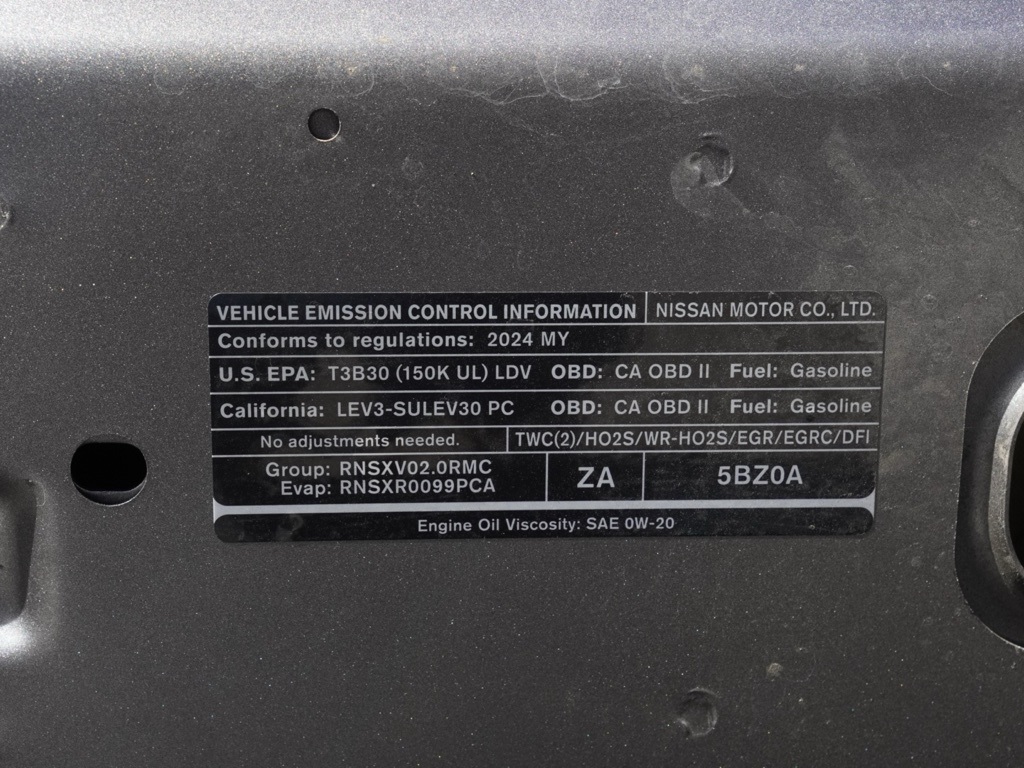 VEHICLE EMISSION CONTROL INFORMATION NISSAN MOTOR CO., LTD.
Conforms to regulations: 2024 MY
U.S. EPA: T3B30 (150K UL) LDV OBD: CA OBD II Fuel: Gasoline
California: LEV3-SULEV30 PC OBD: CA OBD II Fuel: Gasoline
No adjustments needed. TWC(2)/HO2S/WR-HO2S/EGR/EGRC/DFI
Group: RNSXV02.0RMC
Evap: RNSXR0099PCA
ZA
5BZ0A
Engine Oil Viscosity: SAE 0W-20